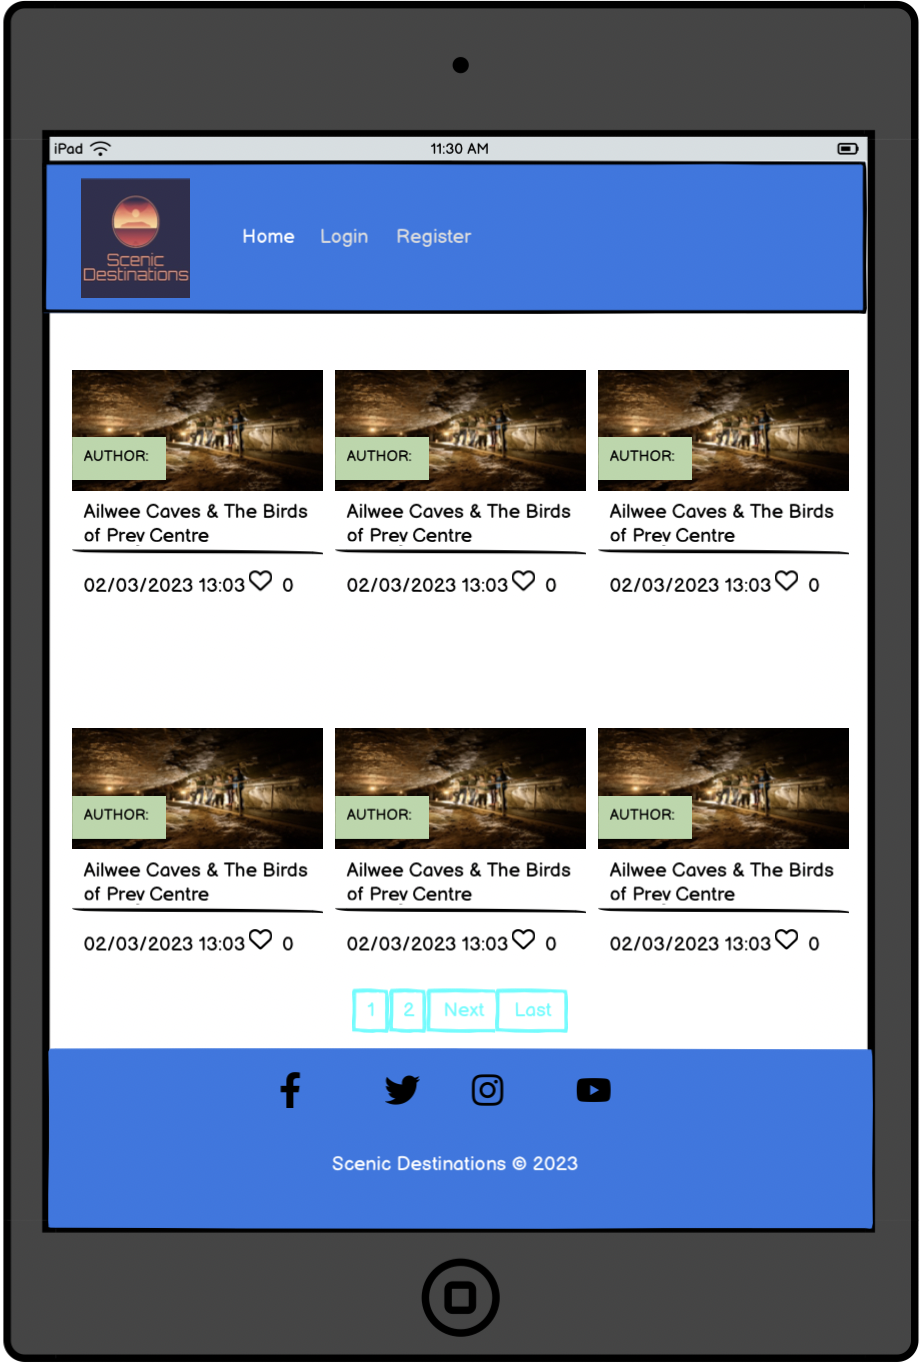 iPad 11:30 AM
Scenic
Destinations
Home Login Register
AUTHOR: AUTHOR: AUTHOR:
Ailwee Caves & The Birds Ailwee Caves & The Birds Ailwee Caves & The Birds
of Prey Centre of Prey Centre of Prey Centre
02/03/2023 13:03 0 02/03/2023 13:03 0 02/03/2023 13:03 0
AUTHOR: AUTHOR: AUTHOR:
Ailwee Caves & The Birds Ailwee Caves & The Birds Ailwee Caves & The Birds
of Prey Centre of Prey Centre of Prey Centre
02/03/2023 13:03 0 02/03/2023 13:03 0 02/03/2023 13:03 0
1 2 Next Last
Scenic Destinations © 2023